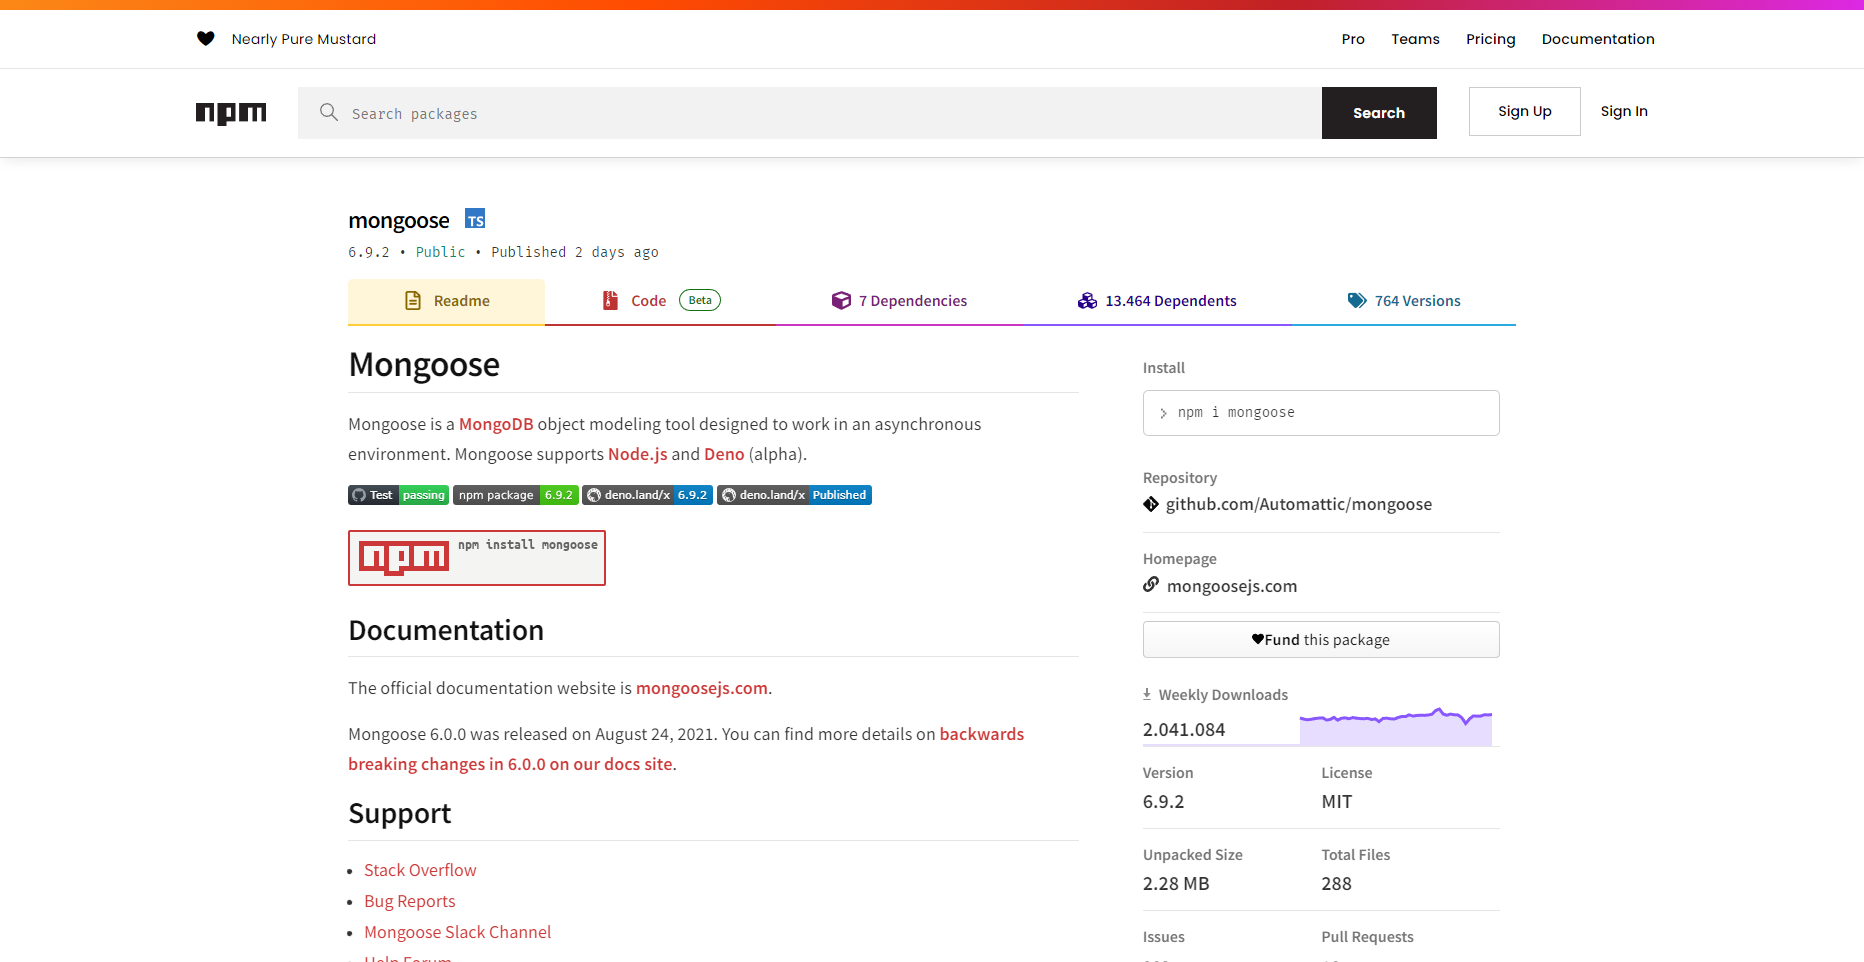 Nearly Pure Mustard
Pro Teams Pricing Documentation
npm
Search packages
Search
Sign Up
Sign In
mongoose TS
6.9.2 • Public • Published 2 days ago
Readme
Code Beta
7 Dependencies
13.464 Dependents
764 Versions
Mongoose
Mongoose is a MongoDB object modeling tool designed to work in an asynchronous
environment. Mongoose supports Node.js and Deno (alpha).
Test passing npm package 6.9.2 deno.land/x 6.9.2 deno.land/x Published
npm npm install mongoose
Documentation
The official documentation website is mongoosejs.com.
Mongoose 6.0.0 was released on August 24, 2021. You can find more details on backwards
breaking changes in 6.0.0 on our docs site.
Support
• Stack Overflow
• Bug Reports
• Mongoose Slack Channel
Help Forum
Install
npm i mongoose
Repository
github.com/Automattic/mongoose
Homepage
mongoosejs.com
Fund this package
Weekly Downloads
2.041.084
Version License
6.9.2 MIT
Unpacked Size Total Files
2.28 MB 288
Issues Pull Requests